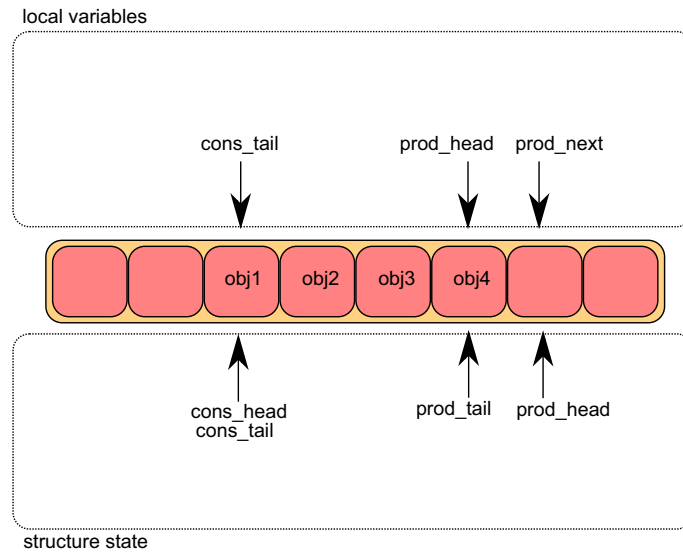 local variables
cons_tail
prod_head
prod_next
obj1
obj2
obj3
obj4
cons_head
cons_tail
prod_tail
prod_head
structure state